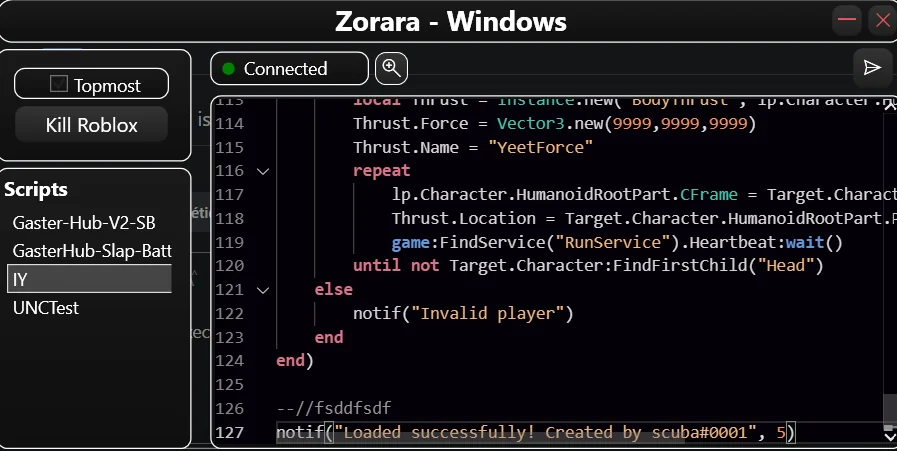 Zorara - Windows
Topmost
Kill Roblox
Scripts
Gaster-Hub-V2-SB
GasterHub-Slap-Batt
IY
UNCTest
Connected
113 local Thrust = Instance.new("BodyThrust",
114 Thrust.Force = Vector3.new(9999,9999,9999)
115 Thrust.Name = "YeetForce"
116 repeat
117 lp.Character.HumanoidRootPart.CFrame = Target.Charact
118 Thrust.Location = Target.Character.HumanoidRootPart.P
119 game:FindService("RunService").Heartbeat:wait()
120 until not Target.Character:FindFirstChild("Head")
121 else
122 notif("Invalid player")
123 end
124 end)
125
126 --//fsddfsdf
127 notif("Loaded successfully! Created by scuba#0001", 5)